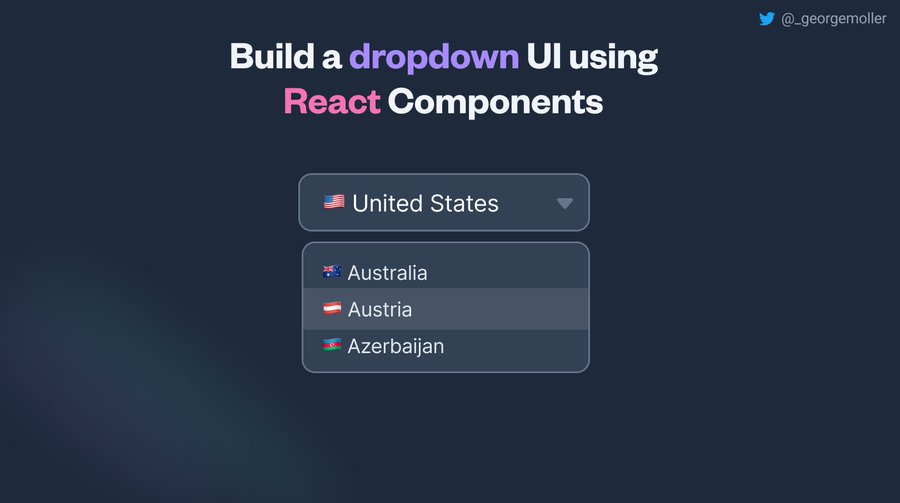 @_georgemoller
Build a dropdown UI using
React Components
🇺🇸 United States
🇦🇺 Australia
🇦🇹 Austria
🇦🇿 Azerbaijan